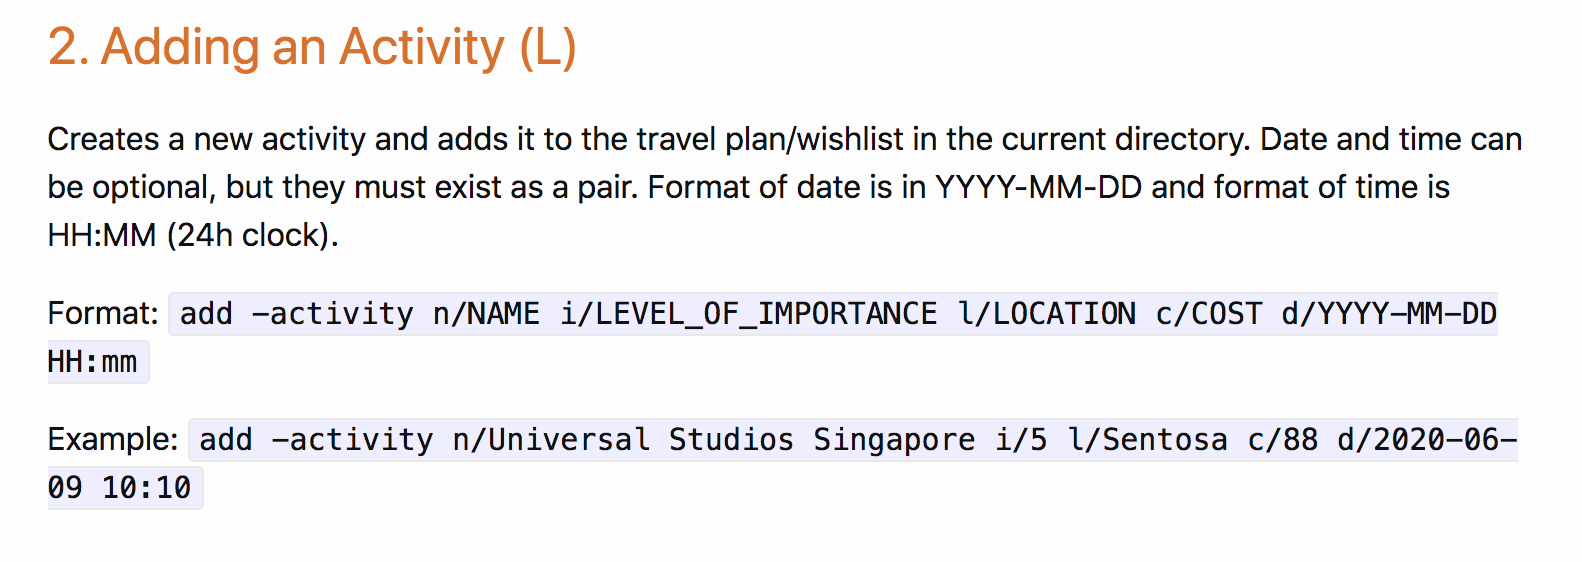 2. Adding an Activity (L)
Creates a new activity and adds it to the travel plan/wishlist in the current directory. Date and time can
be optional, but they must exist as a pair. Format of date is in YYYY-MM-DD and format of time is
HH:MM (24h clock).
Format: add -activity n/NAME i/LEVEL_OF_IMPORTANCE l/LOCATION c/COST d/YYYY-MM-DD
HH:mm
Example: add -activity n/Universal Studios Singapore i/5 l/Sentosa c/88 d/2020-06-
09 10:10